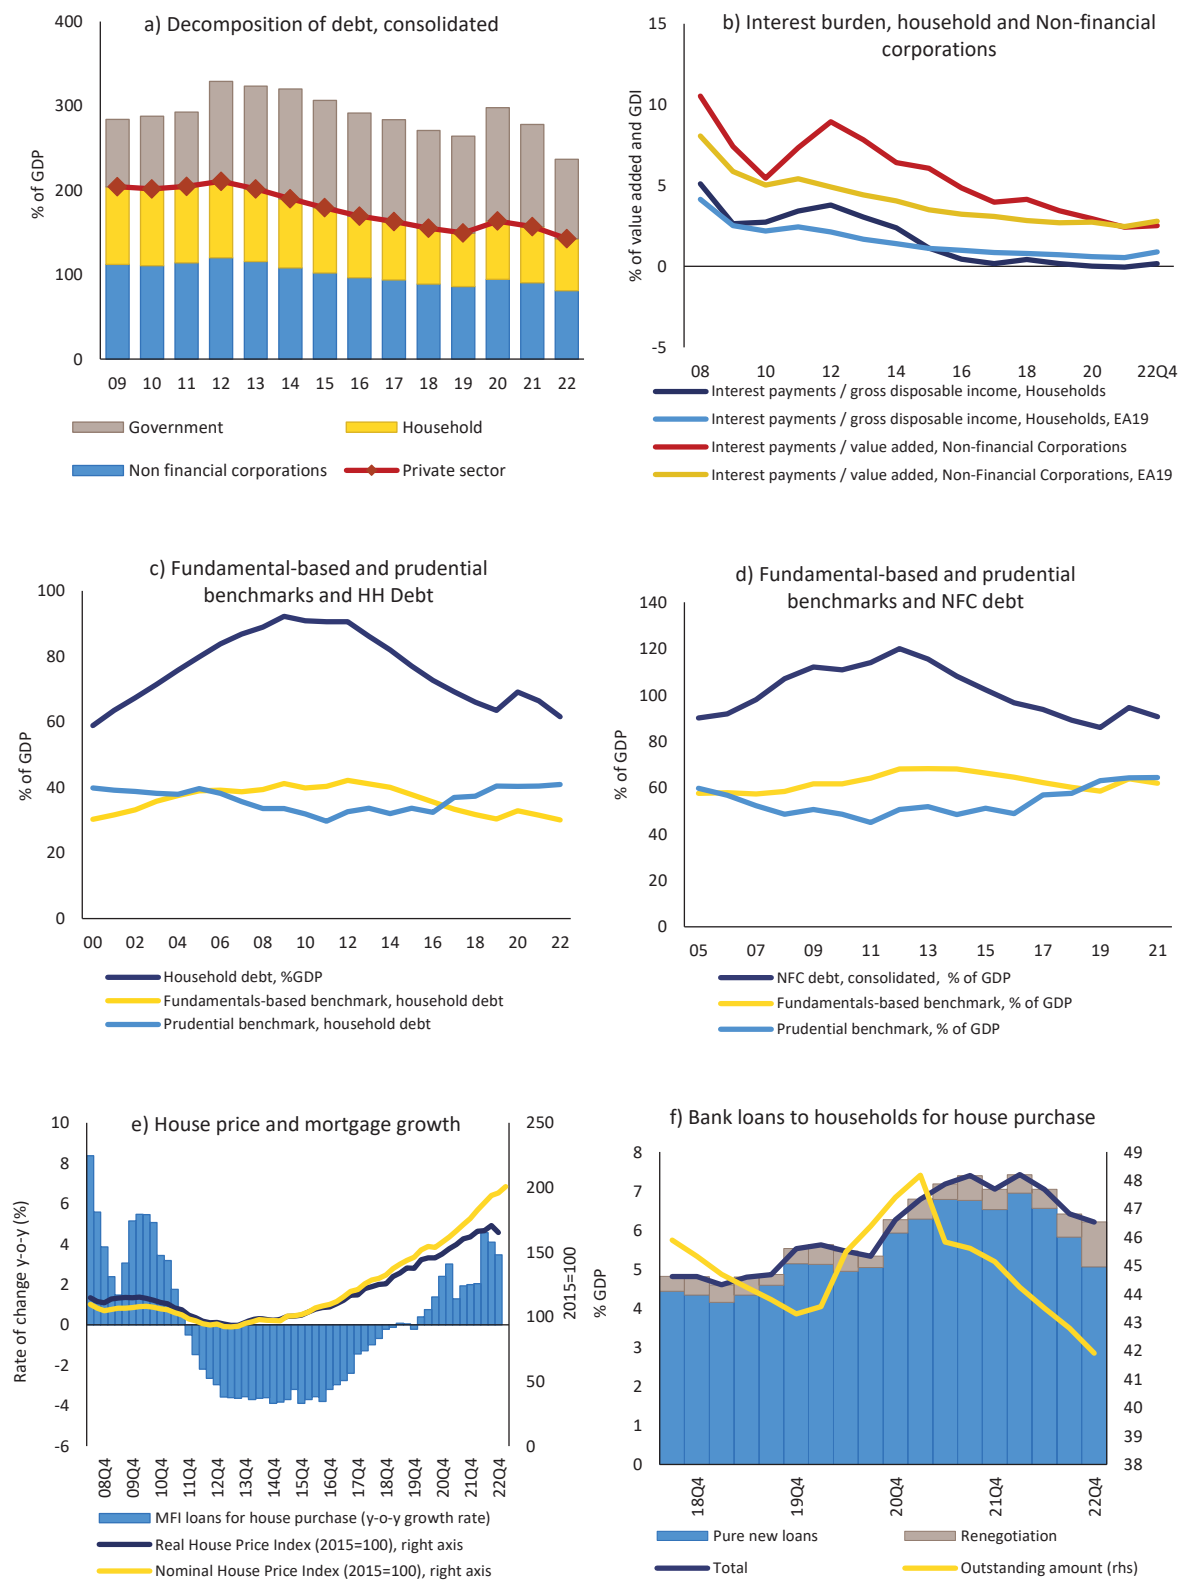 a) Decomposition of debt, consolidated
400
300
200
100
0
% of GDP
09 10 11 12 13 14 15 16 17 18 19 20 21 22
Government
Household
Non financial corporations
Private sector
b) Interest burden, household and Non-financial
corporations
15
10
5
0
-5
% of value added and GDI
08 10 12 14 16 18 20 22Q4
Interest payments / gross disposable income, Households
Interest payments / gross disposable income, Households, EA19
Interest payments / value added, Non-financial Corporations
Interest payments / value added, Non-Financial Corporations, EA19
c) Fundamental-based and prudential
benchmarks and HH Debt
100
80
60
40
20
0
% of GDP
00 02 04 06 08 10 12 14 16 18 20 22
Household debt, %GDP
Fundamentals-based benchmark, household debt
Prudential benchmark, household debt
d) Fundamental-based and prudential
benchmarks and NFC debt
140
120
100
80
60
40
20
0
% of GDP
05 07 09 11 13 15 17 19 21
NFC debt, consolidated, % of GDP
Fundamentals-based benchmark, % of GDP
Prudential benchmark, % of GDP
e) House price and mortgage growth
10
8
6
4
2
0
-2
-4
-6
Rate of change y-o-y (%)
250
200
150
100
50
0
2015=100
08Q4 09Q4 10Q4 11Q4 12Q4 13Q4 14Q4 15Q4 16Q4 17Q4 18Q4 19Q4 20Q4 21Q4 22Q4
MFI loans for house purchase (y-o-y growth rate)
Real House Price Index (2015=100), right axis
Nominal House Price Index (2015=100), right axis
f) Bank loans to households for house purchase
8
7
6
5
4
3
2
1
0
% GDP
49
48
47
46
45
44
43
42
41
40
39
38
18Q4 19Q4 20Q4 21Q4 22Q4
Pure new loans
Renegotiation
Total
Outstanding amount (rhs)